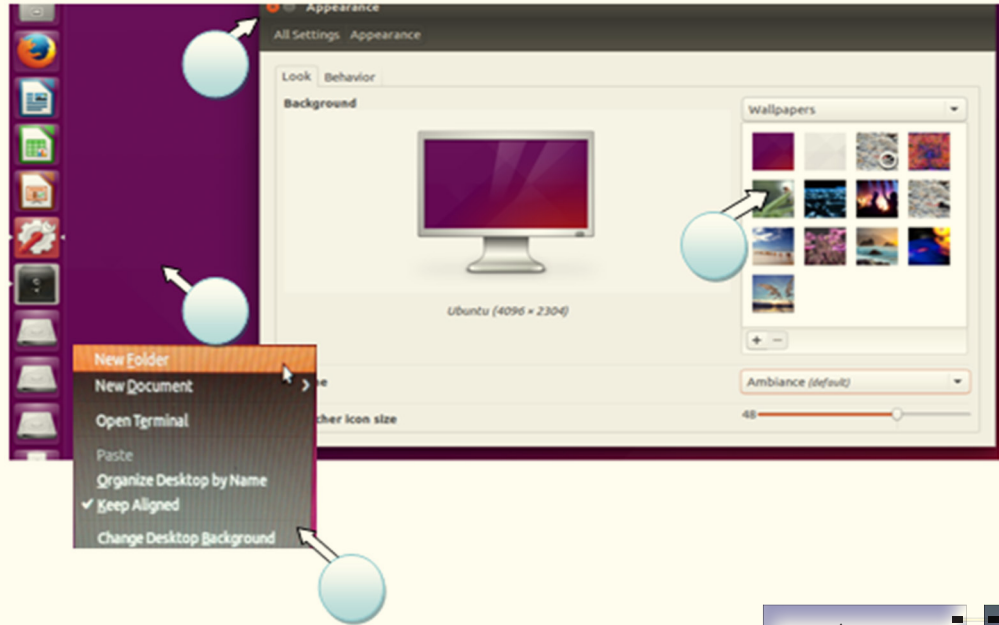 Appearance
All Settings Appearance
Look Behavior
Background
Wallpapers
Ubuntu (4096 × 2304)
Ambiance (default)
48
icon size
New Folder
New Document
Open Terminal
Paste
Organize Desktop by Name
Keep Aligned
Change Desktop Background